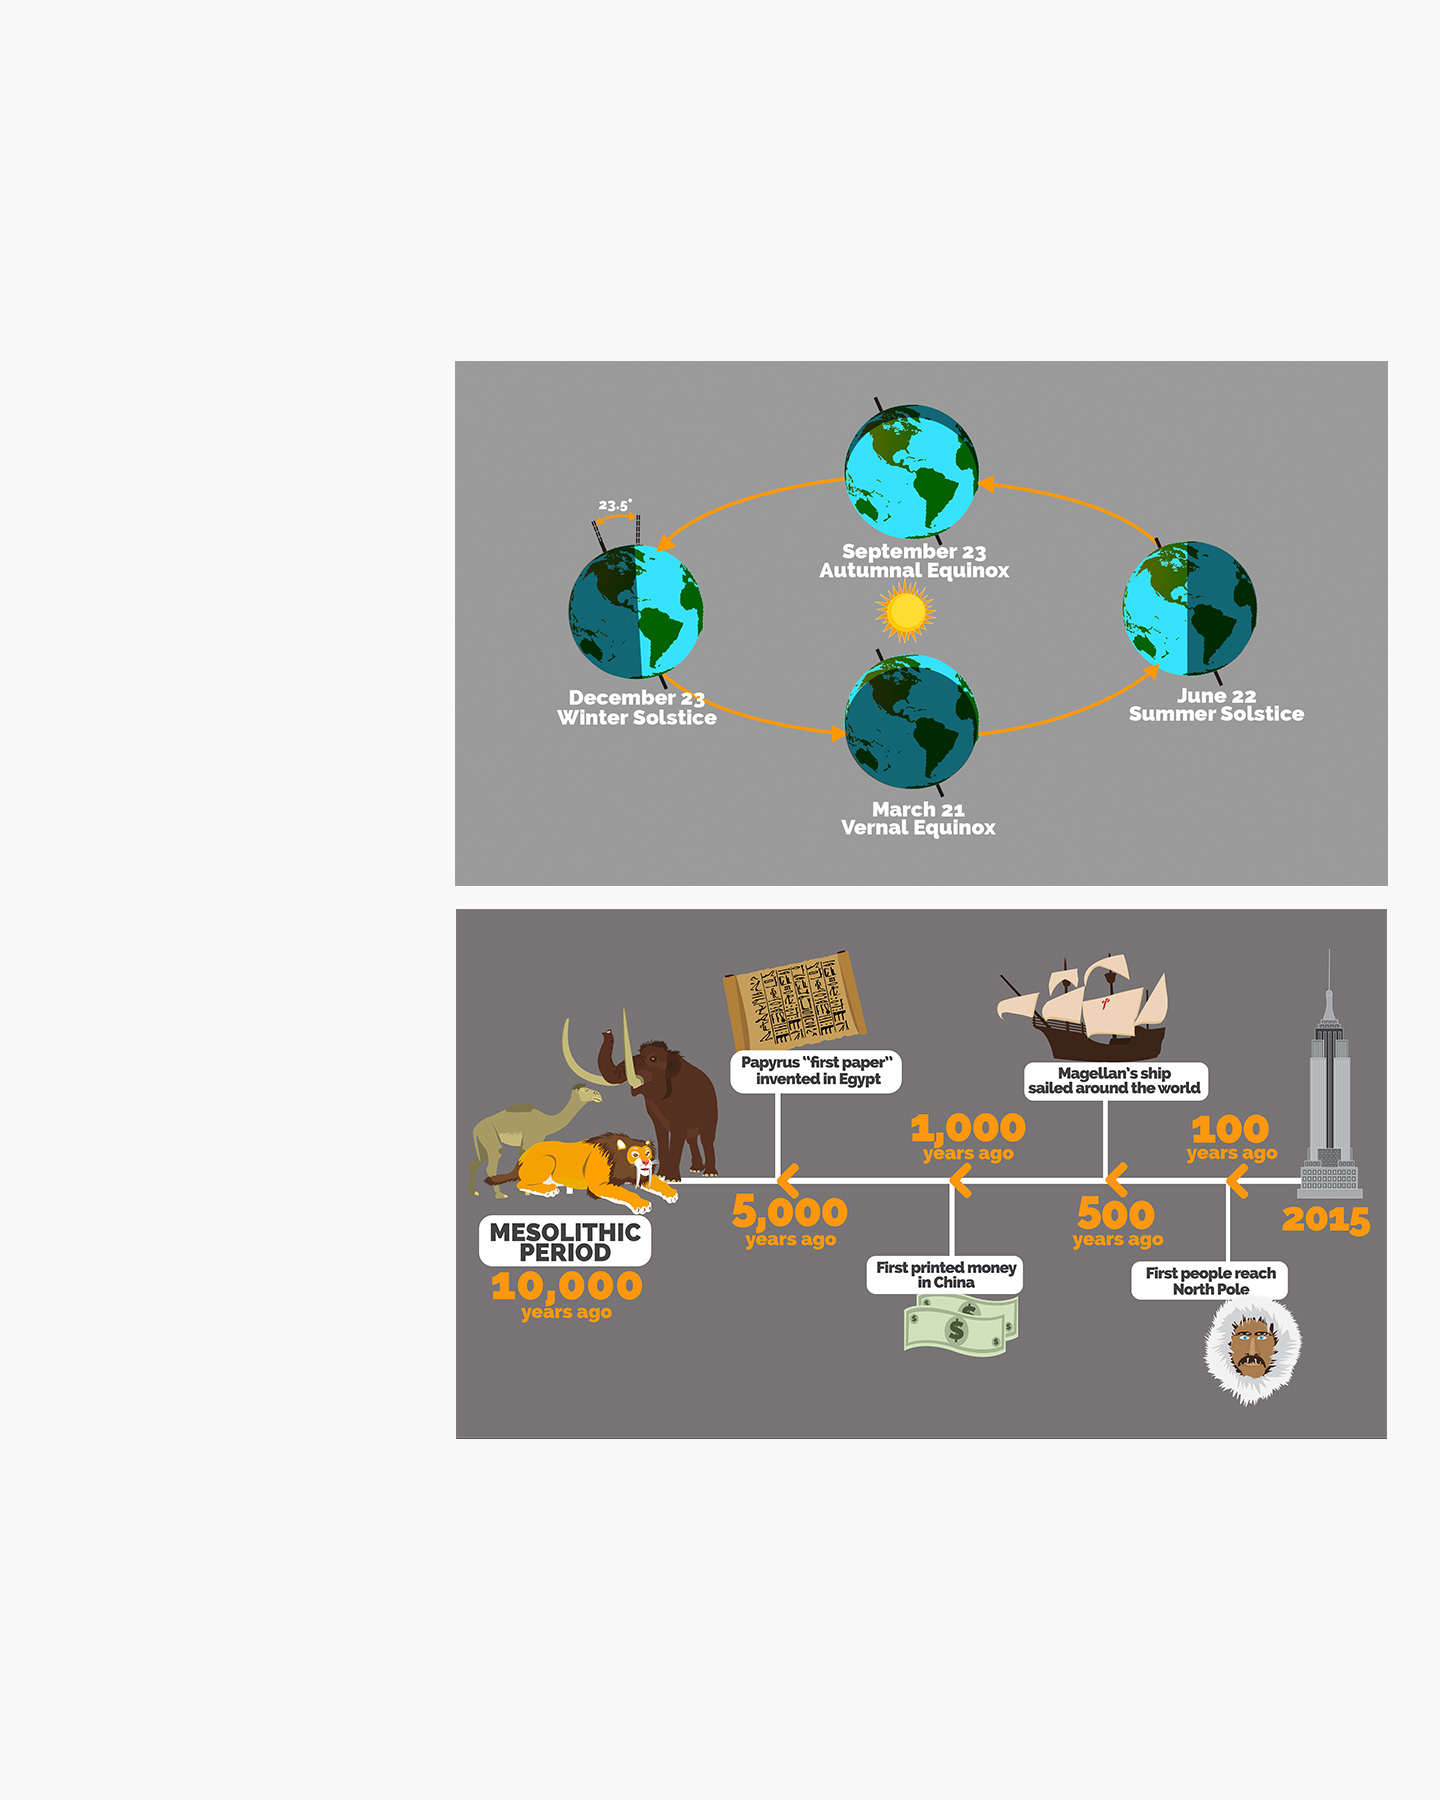 23.5°
September 23
Autumnal Equinox
December 23
Winter Solstice
June 22
Summer Solstice
March 21
Vernal Equinox
Papyrus “first paper”
invented in Egypt
Magellan’s ship
sailed around the world
1,000
years ago
100
years ago
5,000
years ago
500
years ago
2015
MESOLITHIC
PERIOD
10,000
years ago
First printed money
in China
$ $ $ $ $
First people reach
North Pole